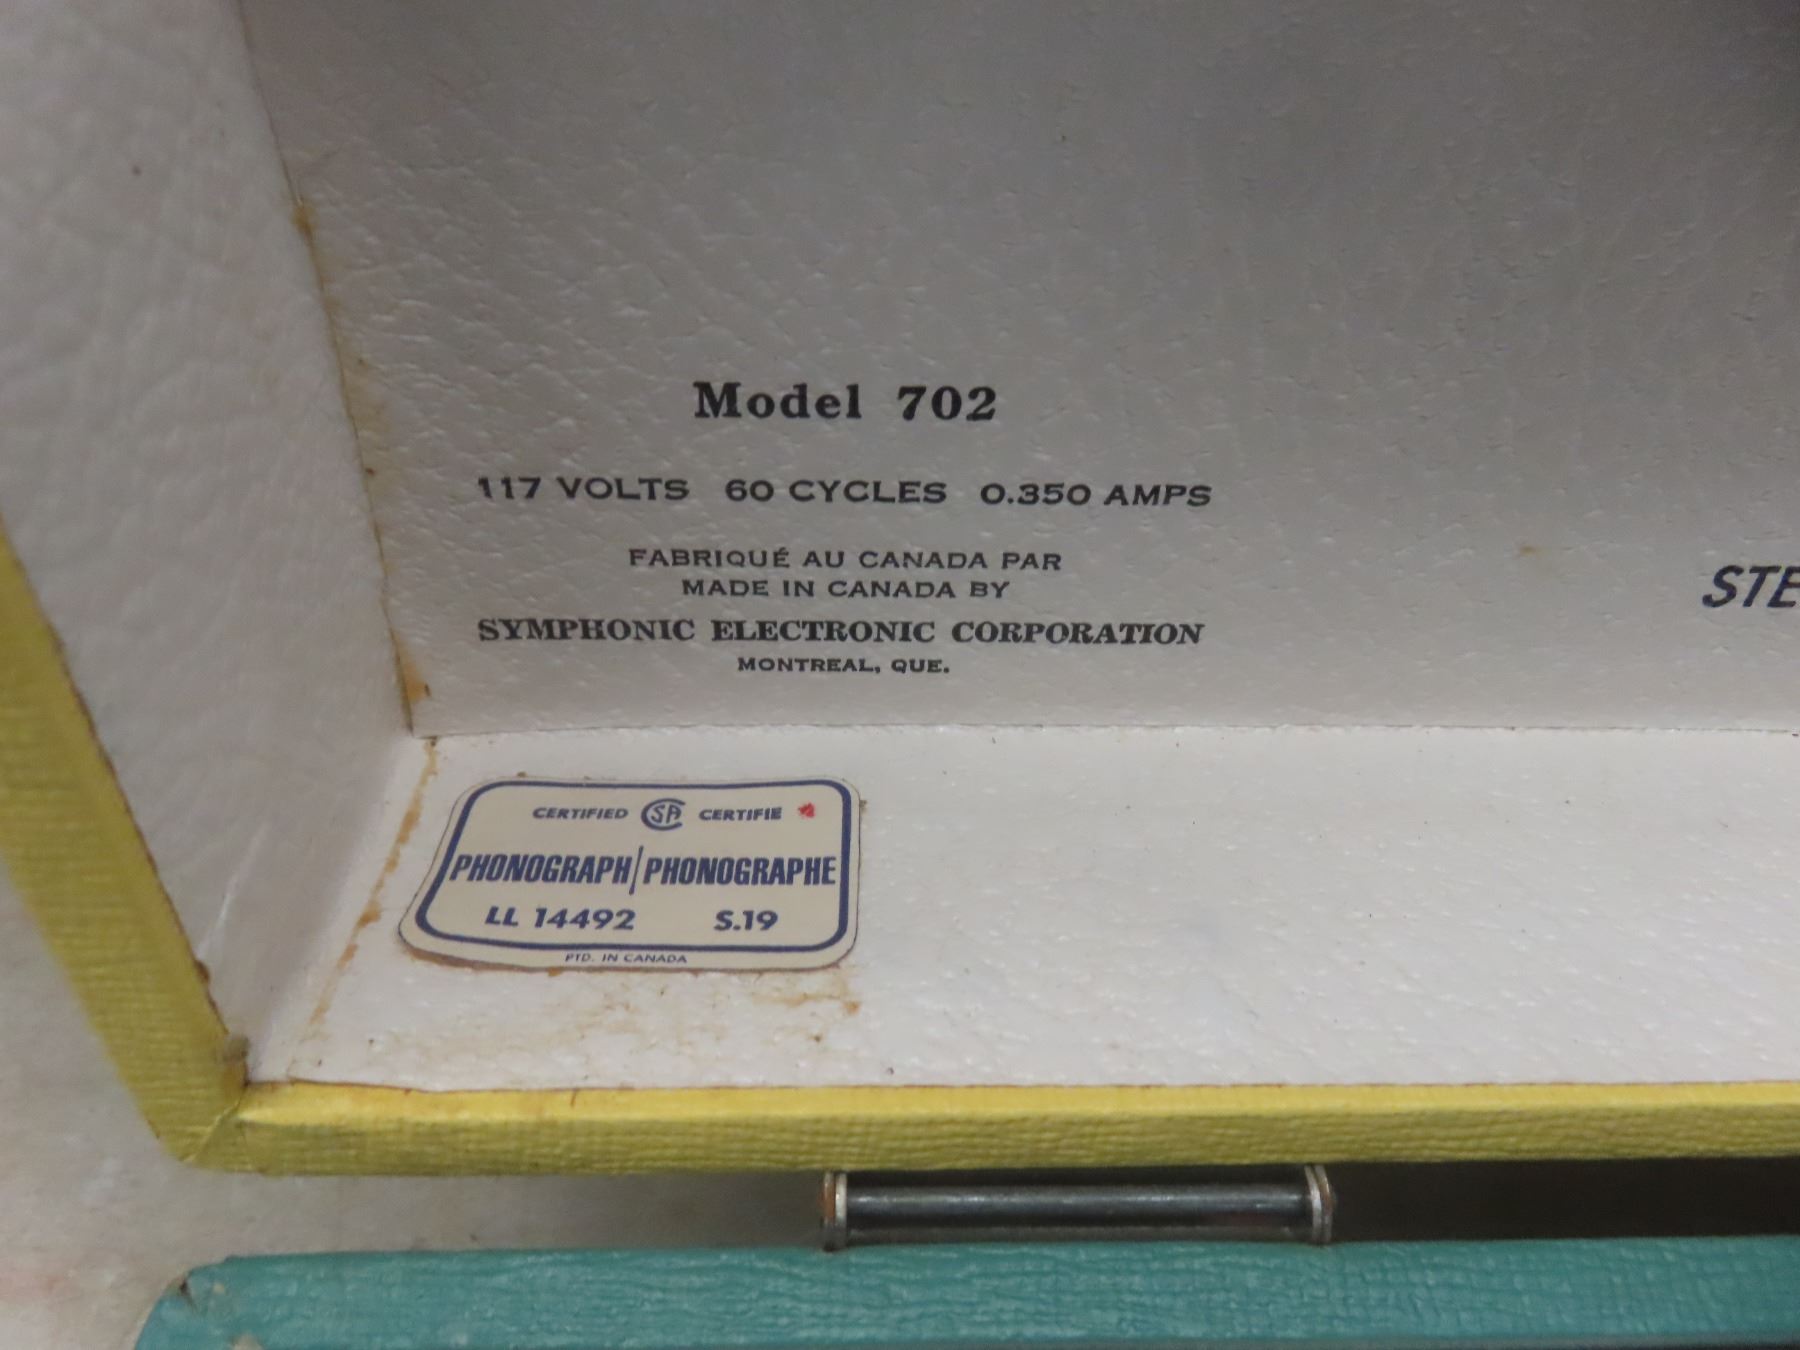 Model 702
117 VOLTS 60 CYCLES 0.350 AMPS
FABRIQUÉ AU CANADA PAR
MADE IN CANADA BY
SYMPHONIC ELECTRONIC CORPORATION
MONTREAL, QUE.
STE
CERTIFIED SA CERTIFIE
PHONOGRAPH/PHONOGRAPHE
LL 14492 S.19
PTD. IN CANADA